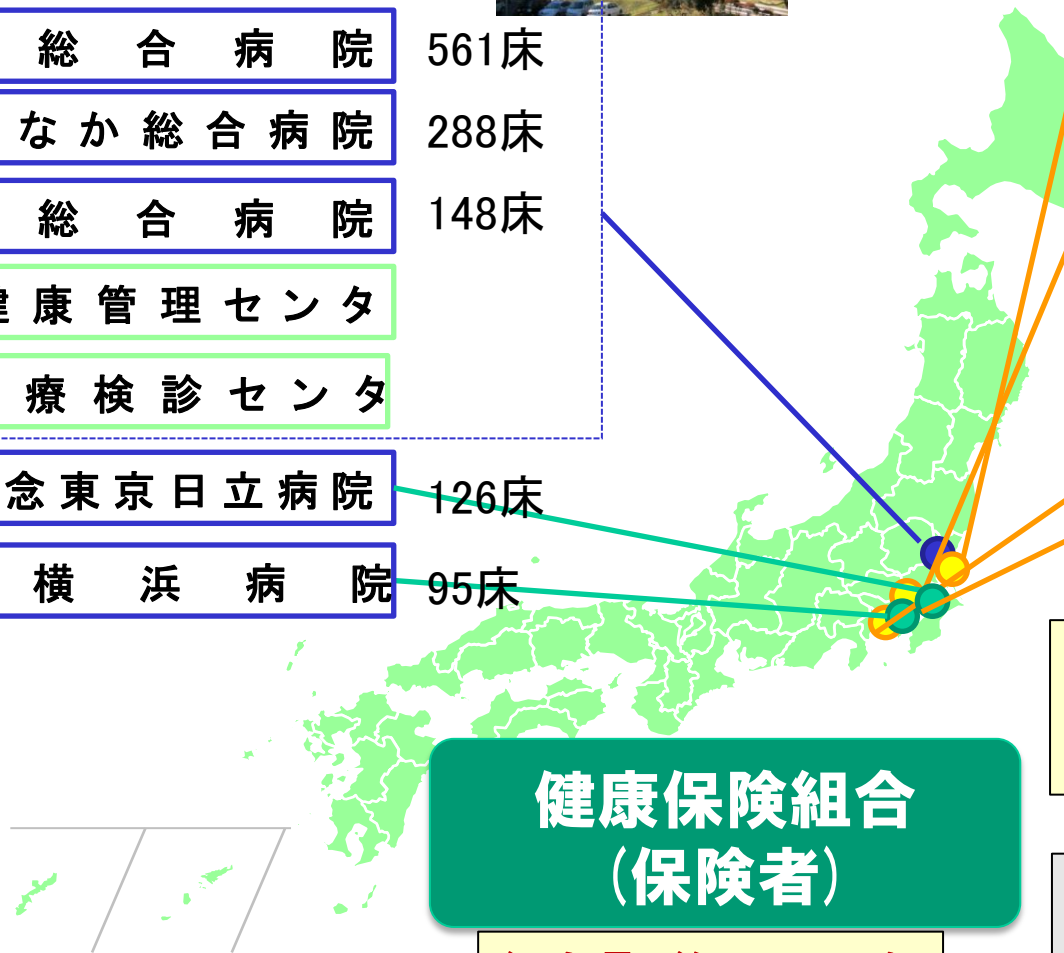 総合病院 561床
なか総合病院 288床
総合病院 148床
健康管理センタ
療検診センタ
念東京日立病院 126床
横浜病院 95床
健康保険組合
(保険者)